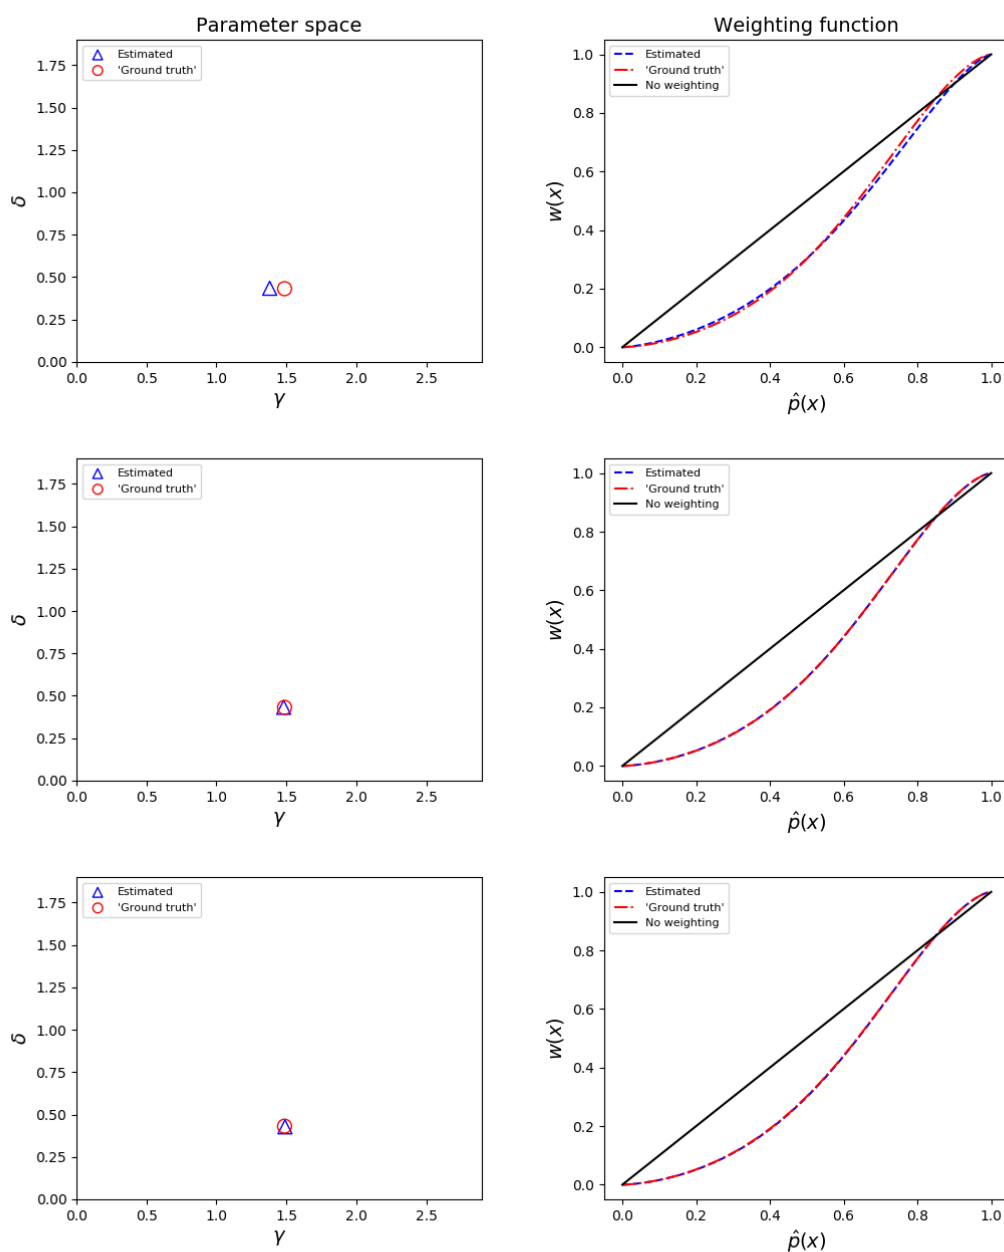 Parameter space
Estimated
'Ground truth'
1.75
1.50
1.25
1.00
0.75
0.50
0.25
0.00
δ
0.0 0.5 1.0 1.5 2.0 2.5
γ
Weighting function
Estimated
'Ground truth'
No weighting
1.0
0.8
0.6
0.4
0.2
0.0
w(x)
0.0 0.2 0.4 0.6 0.8 1.0
p̂(x)
Estimated
'Ground truth'
1.75
1.50
1.25
1.00
0.75
0.50
0.25
0.00
δ
0.0 0.5 1.0 1.5 2.0 2.5
γ
Estimated
'Ground truth'
No weighting
1.0
0.8
0.6
0.4
0.2
0.0
w(x)
0.0 0.2 0.4 0.6 0.8 1.0
p̂(x)
Estimated
'Ground truth'
1.75
1.50
1.25
1.00
0.75
0.50
0.25
0.00
δ
0.0 0.5 1.0 1.5 2.0 2.5
γ
Estimated
'Ground truth'
No weighting
1.0
0.8
0.6
0.4
0.2
0.0
w(x)
0.0 0.2 0.4 0.6 0.8 1.0
p̂(x)